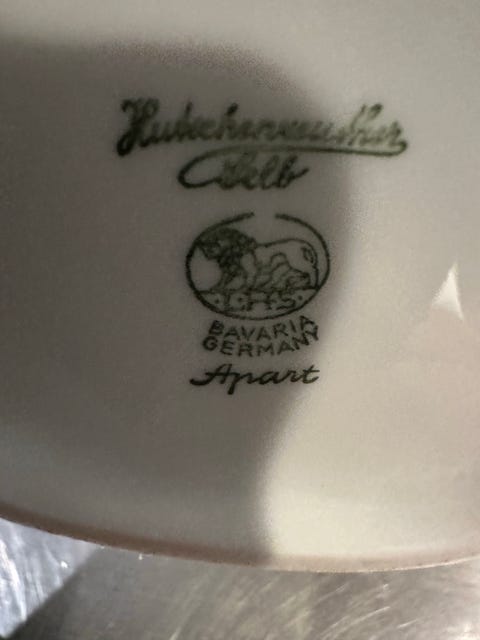 Hutschenreuther
Selb
L.H.S.
BAVARIA
GERMANY
Apart